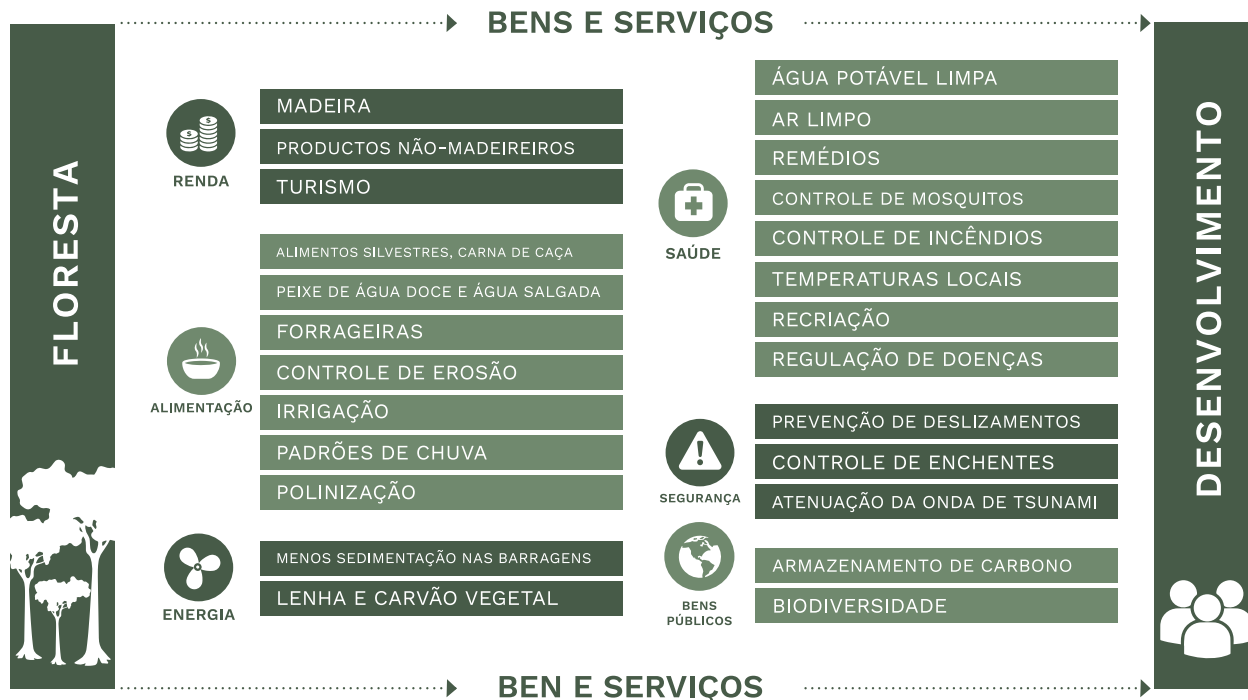 BENS E SERVIÇOS
FLORESTA
RENDA
MADEIRA
PRODUCTOS NÃO-MADEIREIROS
TURISMO
ALIMENTAÇÃO
ALIMENTOS SILVESTRES, CARNA DE CAÇA
PEIXE DE ÁGUA DOCE E ÁGUA SALGADA
FORRAGEIRAS
CONTROLE DE EROSÃO
IRRIGAÇÃO
PADRÕES DE CHUVA
POLINIZAÇÃO
ENERGIA
MENOS SEDIMENTAÇÃO NAS BARRAGENS
LENHA E CARVÃO VEGETAL
SAÚDE
ÁGUA POTÁVEL LIMPA
AR LIMPO
REMÉDIOS
CONTROLE DE MOSQUITOS
CONTROLE DE INCÊNDIOS
TEMPERATURAS LOCAIS
RECRIAÇÃO
REGULAÇÃO DE DOENÇAS
SEGURANÇA
PREVENÇÃO DE DESLIZAMENTOS
CONTROLE DE ENCHENTES
ATENUAÇÃO DA ONDA DE TSUNAMI
BENS
PÚBLICOS
ARMAZENAMENTO DE CARBONO
BIODIVERSIDADE
DESENVOLVIMENTO
BEN E SERVIÇOS